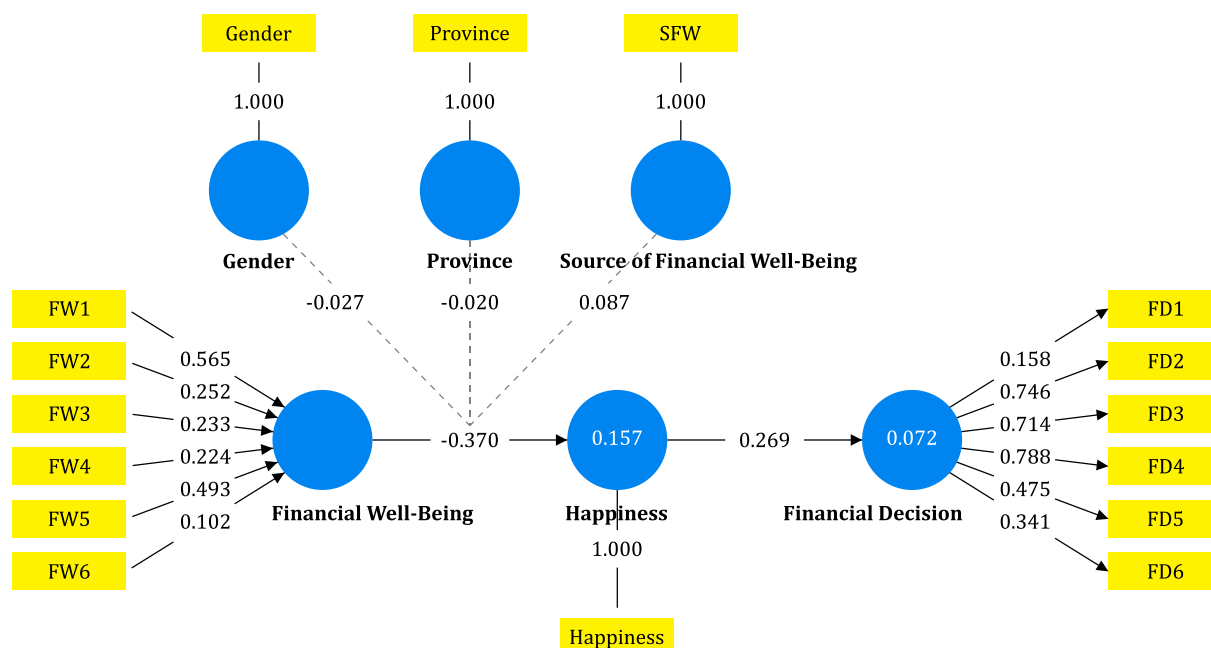 Gender Province SFW
1.000 1.000 1.000
Gender Province Source of Financial Well-Being
-0.027 -0.020 0.087
FW1
FW2
FW3
FW4
FW5
FW6
0.565
0.252
0.233
0.224
0.493
0.102
Financial Well-Being
-0.370
0.157
Happiness
1.000
Happiness
0.269
0.072
Financial Decision
0.158
0.746
0.714
0.788
0.475
0.341
FD1
FD2
FD3
FD4
FD5
FD6